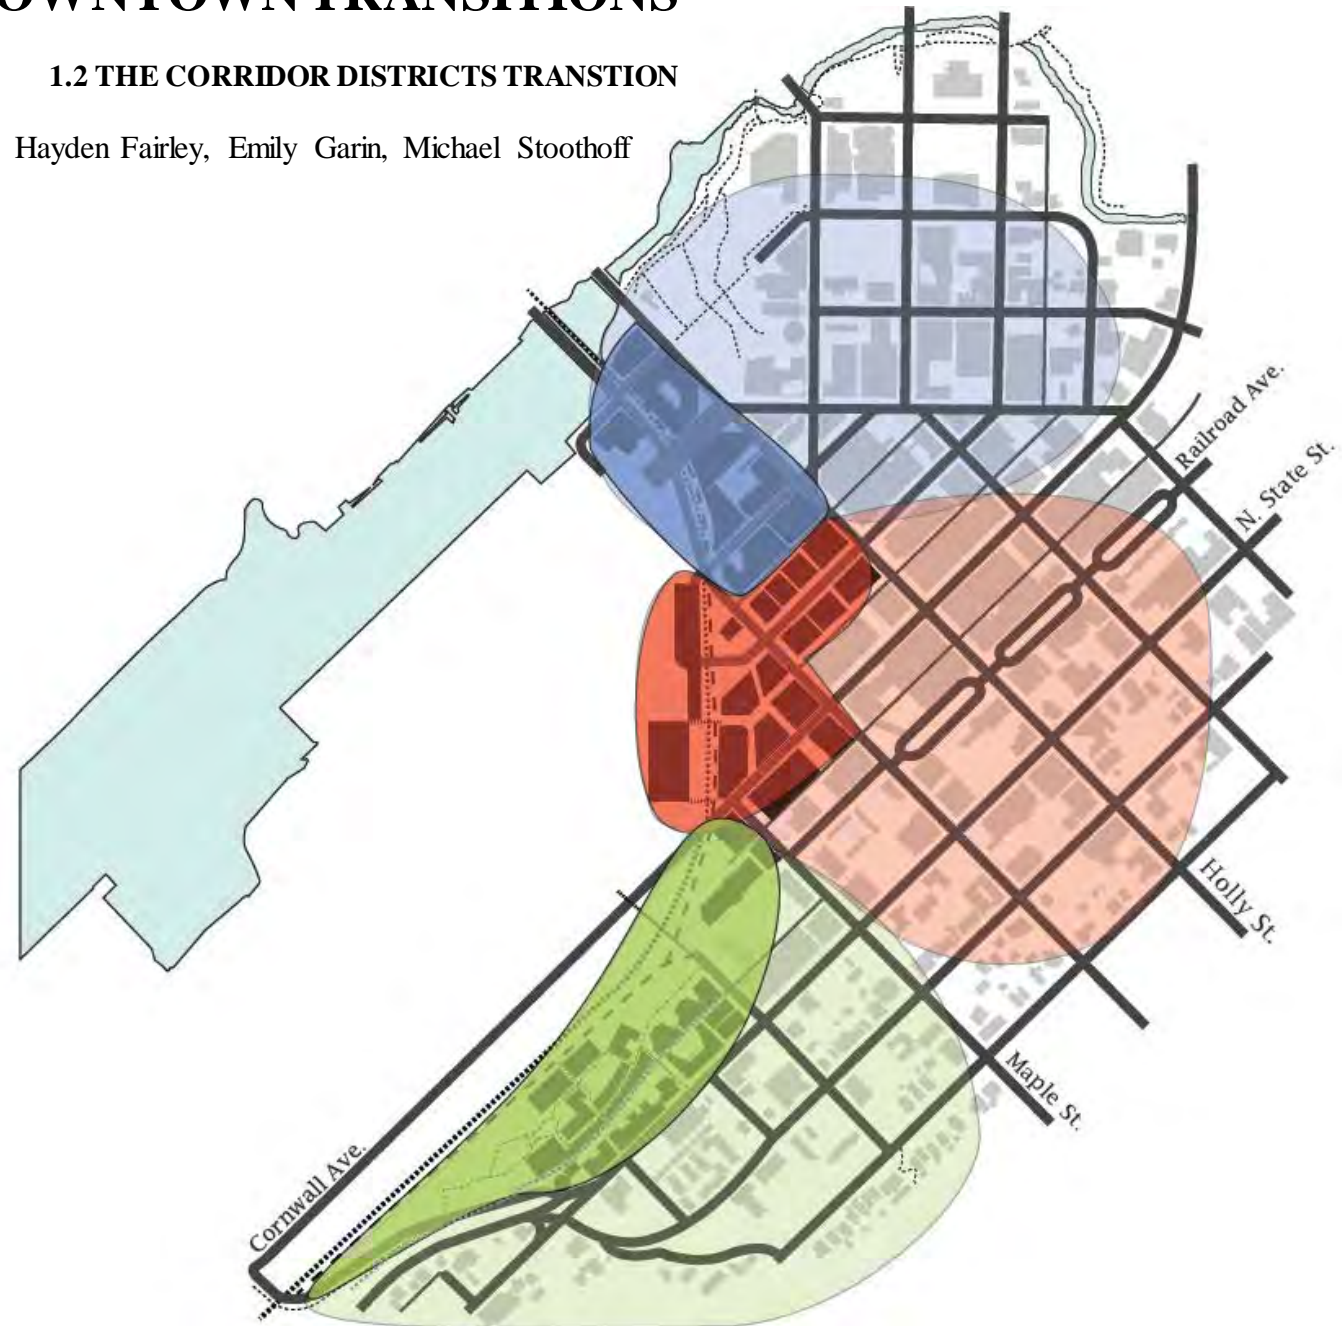 OWNTOWN TRANSITIONS
1.2 THE CORRIDOR DISTRICTS TRANSTION
Hayden Fairley, Emily Garin, Michael Stoothoff
Railroad Ave.
N. State St.
Holly St.
Maple St.
Cornwall Ave.